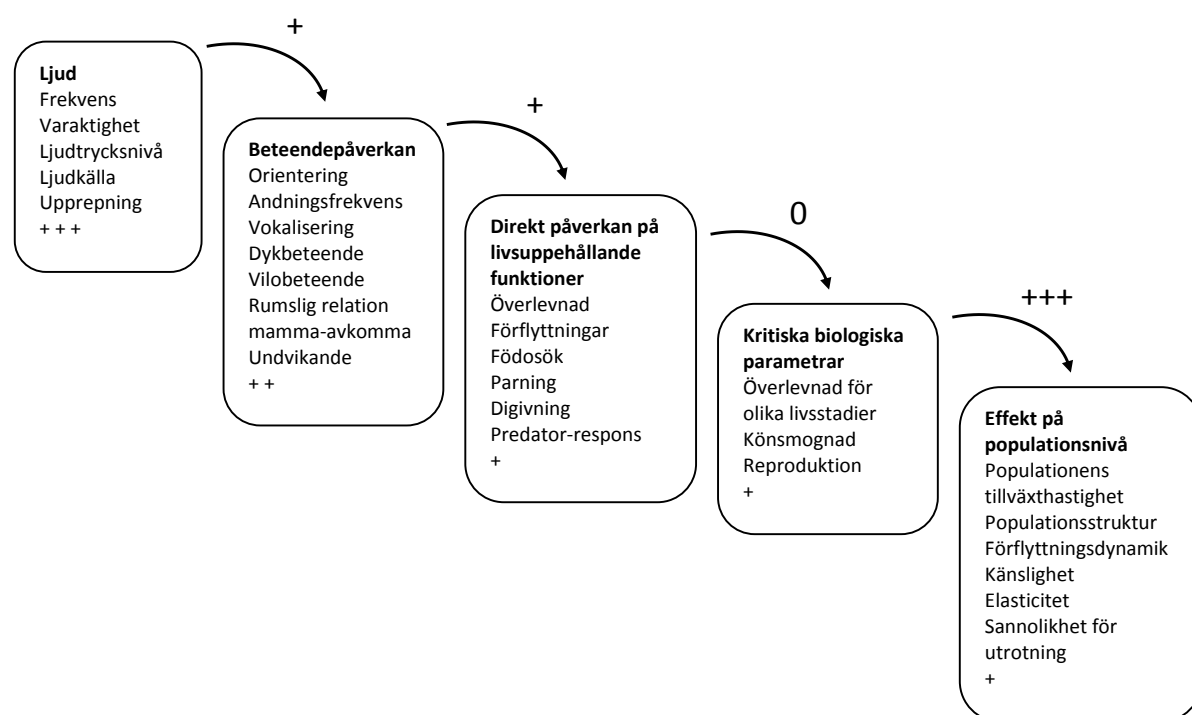 +
Ljud
Frekvens
Varaktighet
Ljudtrycksnivå
Ljudkälla
Upprepning
+ + +
+
Beteendepåverkan
Orientering
Andningsfrekvens
Vokalisering
Dykbeteende
Vilobeteende
Rumslig relation
mamma-avkomma
Undvikande
+ +
0
Direkt påverkan på
livsuppehållande
funktioner
Överlevnad
Förflyttningar
Födosök
Parning
Digivning
Predator-respons
+
+++
Kritiska biologiska
parametrar
Överlevnad för
olika livsstadier
Könsmognad
Reproduktion
+
Effekt på
populationsnivå
Populationens
tillväxthastighet
Populationsstruktur
Förflyttningsdynamik
Känslighet
Elasticitet
Sannolikhet för
utrotning
+